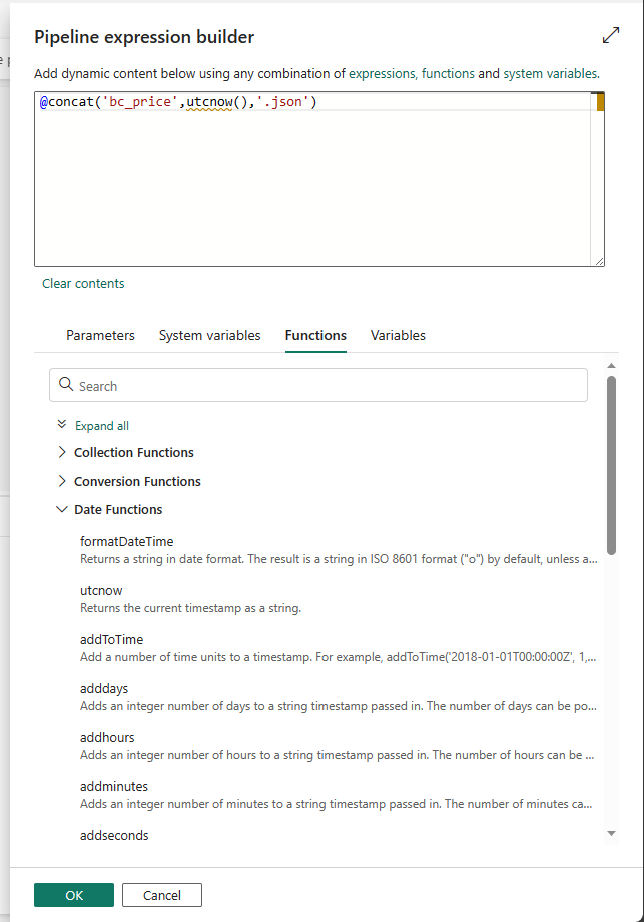 Pipeline expression builder
Add dynamic content below using any combination of expressions, functions and system variables.
@concat('bc_price',utcnow(),'.json')
Clear contents
Parameters System variables Functions Variables
Search
Expand all
Collection Functions
Conversion Functions
Date Functions
formatDateTime
Returns a string in date format. The result is a string in ISO 8601 format ("o") by default, unless a...
utcnow
Returns the current timestamp as a string.
addToTime
Add a number of time units to a timestamp. For example, addToTime('2018-01-01T00:00:00Z', 1,...
adddays
Adds an integer number of days to a string timestamp passed in. The number of days can be po...
addhours
Adds an integer number of hours to a string timestamp passed in. The number of hours can be ...
addminutes
Adds an integer number of minutes to a string timestamp passed in. The number of minutes ca...
addseconds
OK Cancel